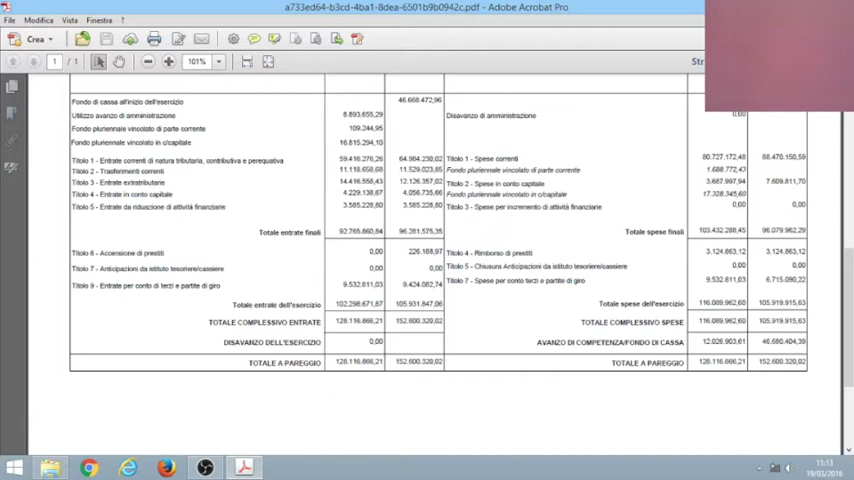 a733ed64-b3cd-4ba1-8dea-6501b9b0942c.pdf - Adobe Acrobat Pro
File Modifica Vista Finestra ?
Crea
1 / 1 101%
Fondo di cassa all'inizio dell'esercizio 46.668.472,96
Utilizzo avanzo di amministrazione 8.893.655,29 Disavanzo di amministrazione 0,00
Fondo pluriennale vincolato di parte corrente 109.244,95
Fondo pluriennale vincolato in c/capitale 16.815.294,10
Titolo 1 - Entrate correnti di natura tributaria, contributiva e perequativa 59.416.276,26 64.964.230,02 Titolo 1 - Spese correnti 80.727.172,48 88.470.150,59
Titolo 2 - Trasferimenti correnti 11.118.658,68 11.529.023,85 Fondo pluriennale vincolato di parte corrente 1.688.772,43
Titolo 3 - Entrate extratributarie 14.416.558,43 12.126.357,02 Titolo 2 - Spese in conto capitale 3.687.997,94 7.609.811,70
Titolo 4 - Entrate in conto capitale 4.229.138,67 4.056.735,66 Fondo pluriennale vincolato in c/capitale 17.328.345,60
Titolo 5 - Entrate da riduzione di attività finanziarie 3.585.228,80 3.585.228,80 Titolo 3 - Spese per incremento di attività finanziarie 0,00 0,00
Totale entrate finali 92.765.860,84 96.261.575,35 Totale spese finali 103.432.288,45 96.079.962,29
Titolo 6 - Accensione di prestiti 0,00 226.188,97 Titolo 4 - Rimborso di prestiti 3.124.863,12 3.124.863,12
Titolo 7 - Anticipazioni da istituto tesoriere/cassiere 0,00 0,00 Titolo 5 - Chiusura Anticipazioni da istituto tesoriere/cassiere 0,00 0,00
Titolo 9 - Entrate per conto di terzi e partite di giro 9.532.811,03 9.424.082,74 Titolo 7 - Spese per conto terzi e partite di giro 9.532.811,03 6.715.090,22
Totale entrate dell'esercizio 102.298.671,87 105.931.847,06 Totale spese dell'esercizio 116.089.962,60 105.919.915,63
TOTALE COMPLESSIVO ENTRATE 128.116.866,21 152.600.320,02 TOTALE COMPLESSIVO SPESE 116.089.962,60 105.919.915,63
DISAVANZO DELL'ESERCIZIO 0,00 AVANZO DI COMPETENZA/FONDO DI CASSA 12.026.903,61 46.680.404,39
TOTALE A PAREGGIO 128.116.866,21 152.600.320,02 TOTALE A PAREGGIO 128.116.866,21 152.600.320,02
11:13
19/03/2016